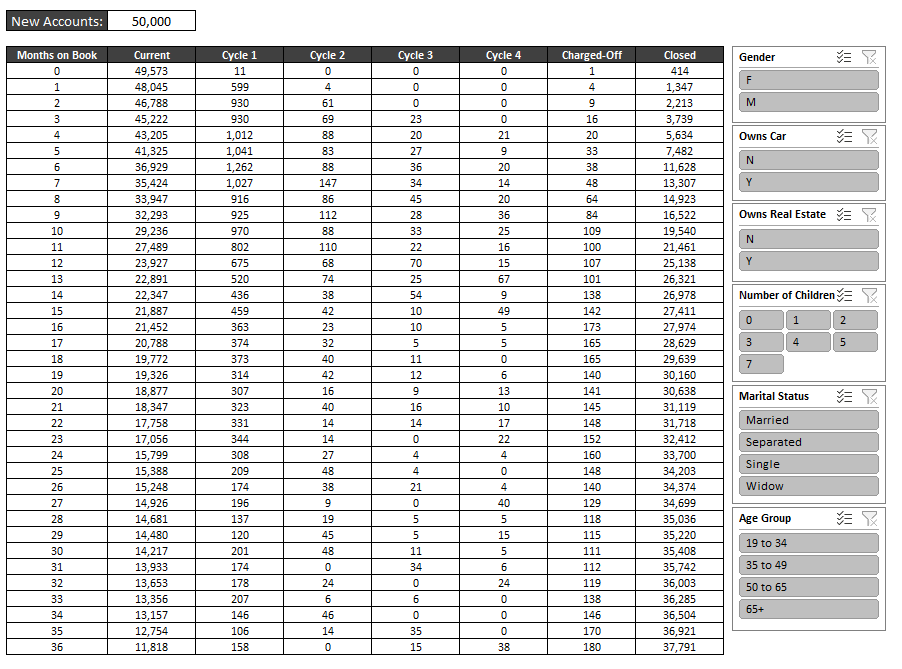 New Accounts: 50,000
Months on Book Current Cycle 1 Cycle 2 Cycle 3 Cycle 4 Charged-Off Closed
0 49,573 11 0 0 0 1 414
1 48,045 599 4 0 0 4 1,347
2 46,788 930 61 0 0 9 2,213
3 45,222 930 69 23 0 16 3,739
4 43,205 1,012 88 20 21 20 5,634
5 41,325 1,041 83 27 9 33 7,482
6 36,929 1,262 88 36 20 38 11,628
7 35,424 1,027 147 34 14 48 13,307
8 33,947 916 86 45 20 64 14,923
9 32,293 925 112 28 36 84 16,522
10 29,236 970 88 33 25 109 19,540
11 27,489 802 110 22 16 100 21,461
12 23,927 675 68 70 15 107 25,138
13 22,891 520 74 25 67 101 26,321
14 22,347 436 38 54 9 138 26,978
15 21,887 459 42 10 49 142 27,411
16 21,452 363 23 10 5 173 27,974
17 20,788 374 32 5 5 165 28,629
18 19,772 373 40 11 0 165 29,639
19 19,326 314 42 12 6 140 30,160
20 18,877 307 16 9 13 141 30,638
21 18,347 323 40 16 10 145 31,119
22 17,758 331 14 14 17 148 31,718
23 17,056 344 14 0 22 152 32,412
24 15,799 308 27 4 4 160 33,700
25 15,388 209 48 4 0 148 34,203
26 15,248 174 38 21 4 140 34,374
27 14,926 196 9 0 40 129 34,699
28 14,681 137 19 5 5 118 35,036
29 14,480 120 45 5 15 115 35,220
30 14,217 201 48 11 5 111 35,408
31 13,933 174 0 34 6 112 35,742
32 13,653 178 24 0 24 119 36,003
33 13,356 207 6 6 0 138 36,285
34 13,157 146 46 0 0 146 36,504
35 12,754 106 14 35 0 170 36,921
36 11,818 158 0 15 38 180 37,791
Gender
F
M
Owns Car
N
Y
Owns Real Estate
N
Y
Number of Children
0 1 2
3 4 5
7
Marital Status
Married
Separated
Single
Widow
Age Group
19 to 34
35 to 49
50 to 65
65+